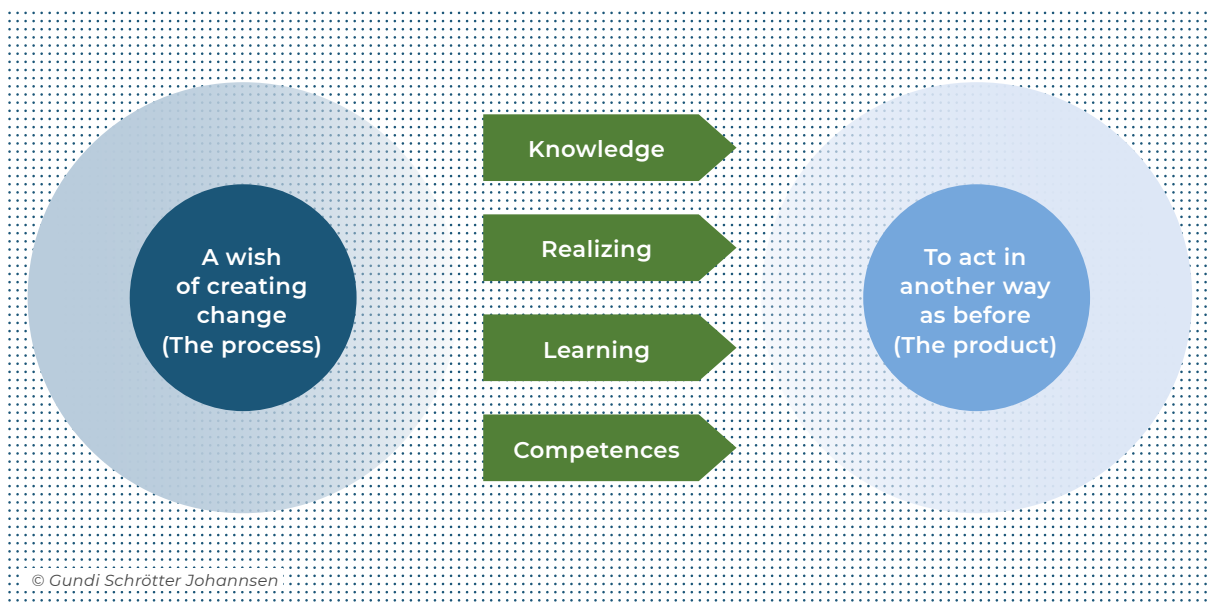 A wish
of creating
change
(The process)
Knowledge
Realizing
Learning
Competences
To act in
another way
as before
(The product)
© Gundi Schrötter Johannsen